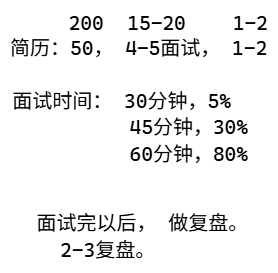 200 15-20 1-2
简历：50， 4-5面试， 1-2
面试时间： 30分钟，5%
45分钟，30%
60分钟，80%
面试完以后， 做复盘。
2-3复盘。